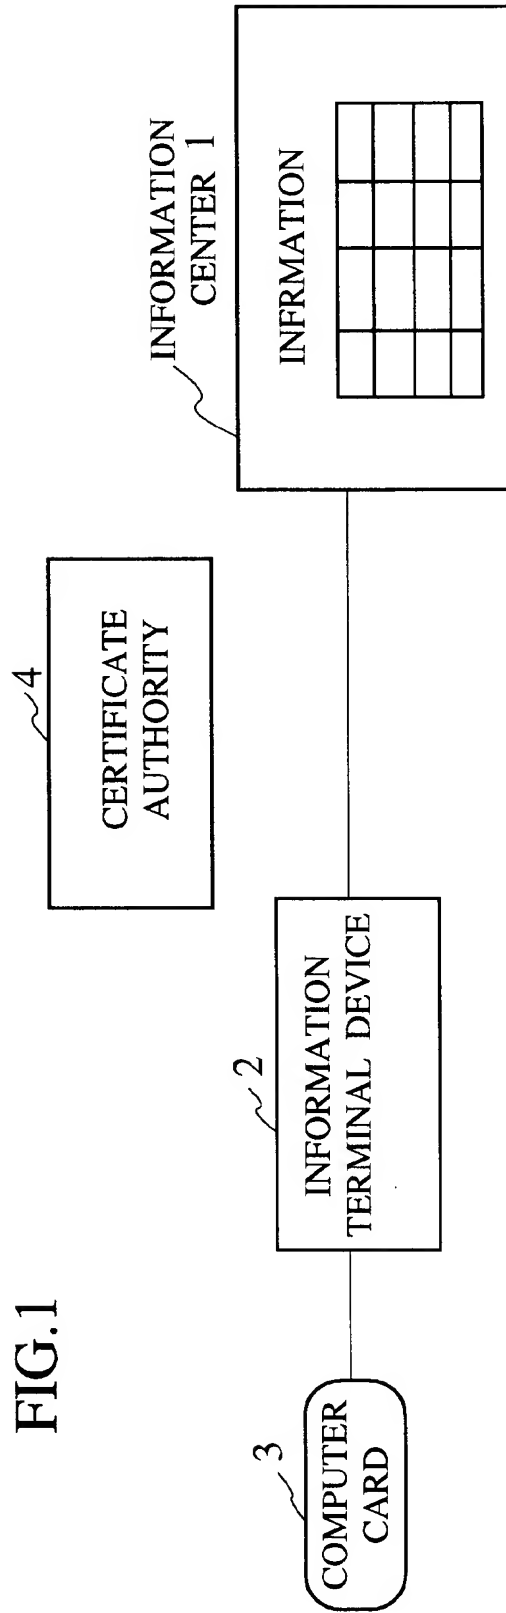 FIG.1
COMPUTER
CARD
3
INFORMATION
TERMINAL DEVICE
2
CERTIFICATE
AUTHORITY
4
INFORMATION
CENTER 1
INFRMATION